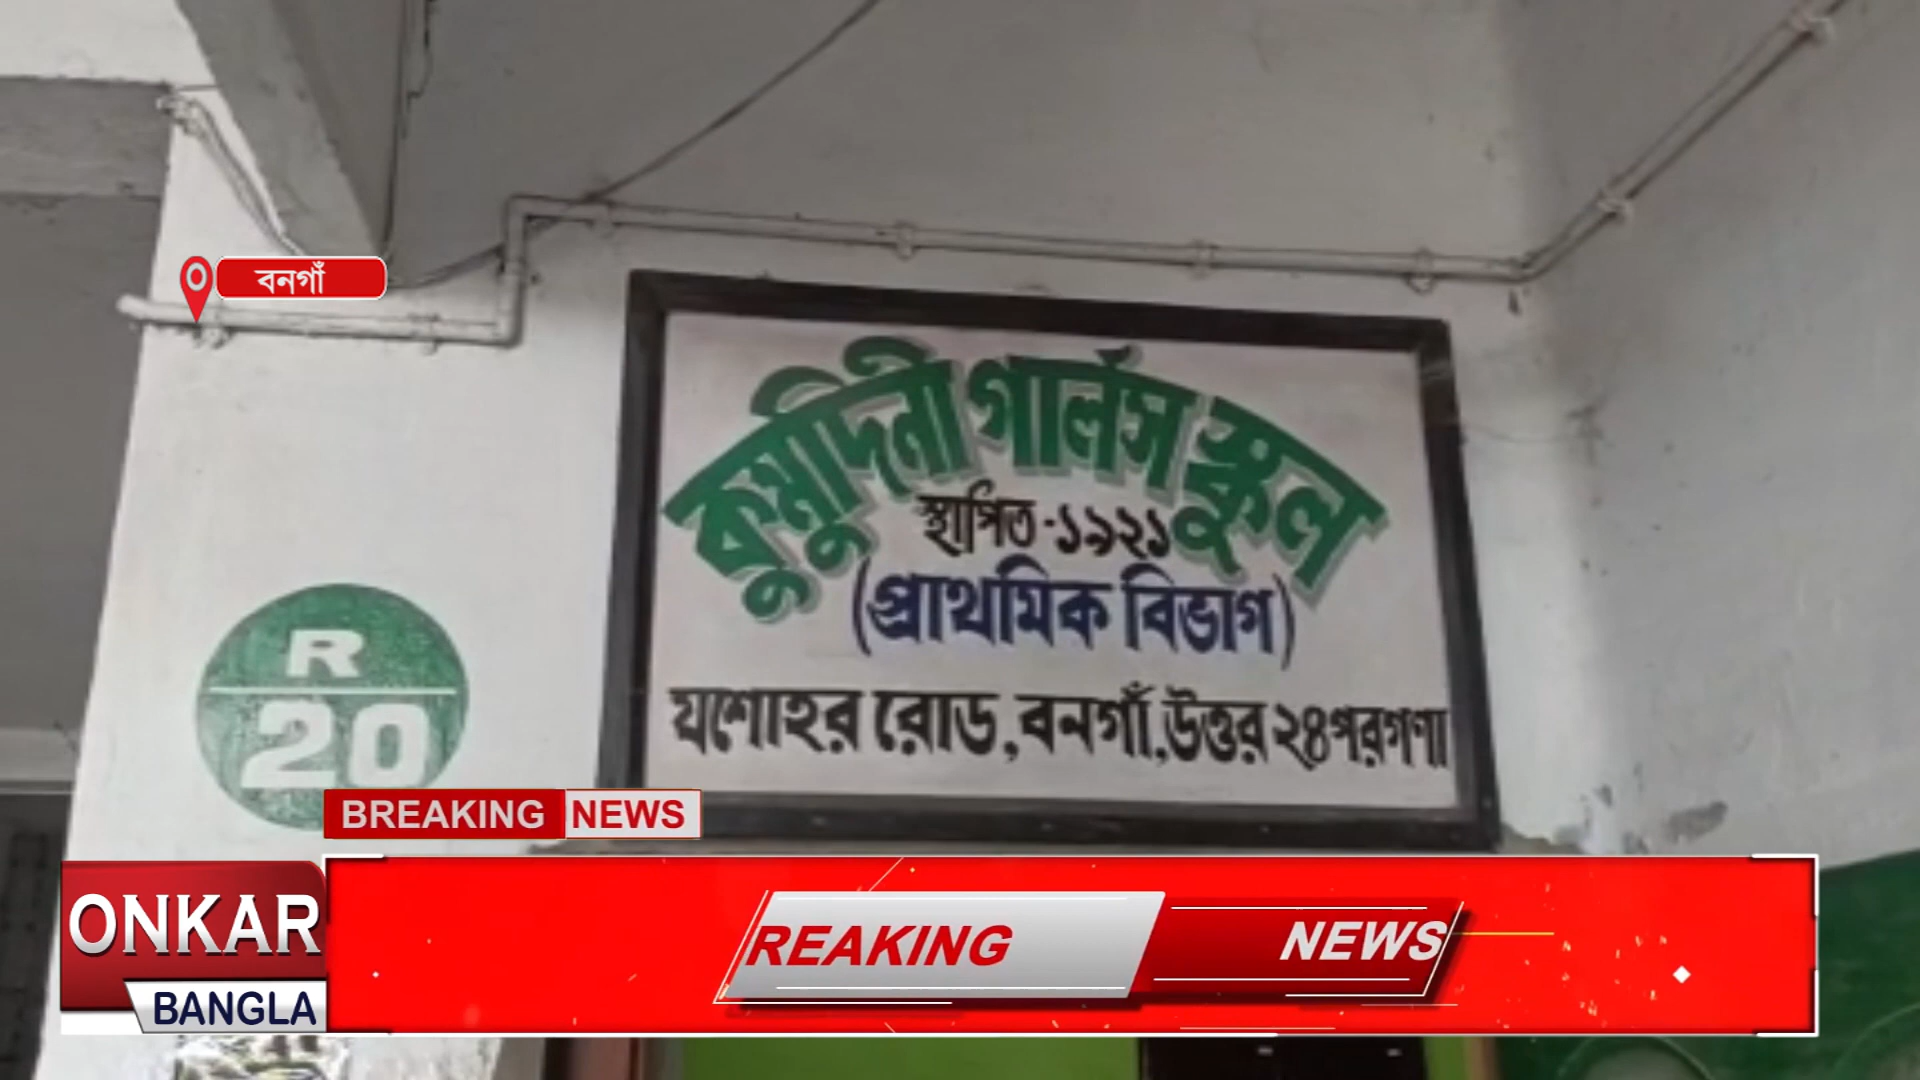 বনগাঁ
কুমুদিনী গার্লস স্কুল
স্থাপিত-১৯২১
(প্রাথমিক বিভাগ)
যশোহর রোড, বনগাঁ, উত্তর ২৪ পরগণা
R
20
BREAKING NEWS
ONKAR
BANGLA
REAKING NEWS